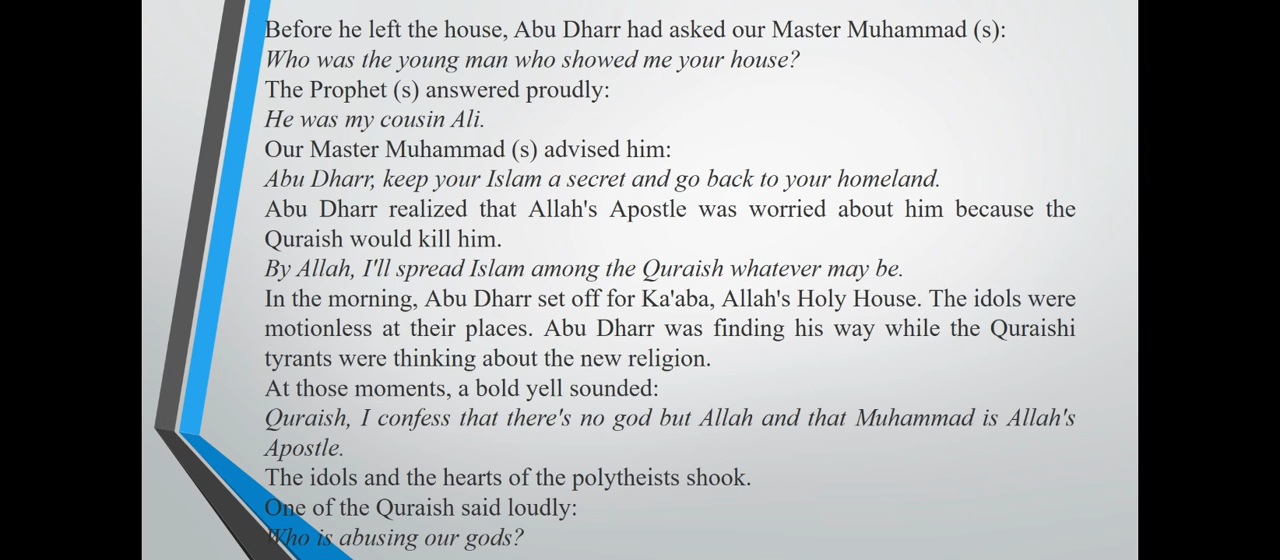 Before he left the house, Abu Dharr had asked our Master Muhammad (s):
Who was the young man who showed me your house?
The Prophet (s) answered proudly:
He was my cousin Ali.
Our Master Muhammad (s) advised him:
Abu Dharr, keep your Islam a secret and go back to your homeland.
Abu Dharr realized that Allah's Apostle was worried about him because the
Quraish would kill him.
By Allah, I'll spread Islam among the Quraish whatever may be.
In the morning, Abu Dharr set off for Ka'aba, Allah's Holy House. The idols were
motionless at their places. Abu Dharr was finding his way while the Quraishi
tyrants were thinking about the new religion.
At those moments, a bold yell sounded:
Quraish, I confess that there's no god but Allah and that Muhammad is Allah's
Apostle.
The idols and the hearts of the polytheists shook.
One of the Quraish said loudly:
Who is abusing our gods?